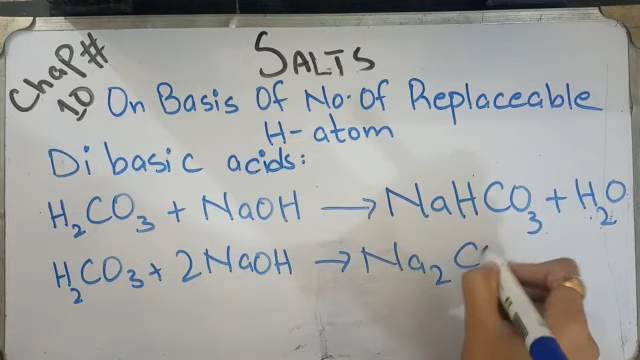 Chap#
10
SALTS
On Basis Of No. Of Replaceable
H-atom
Dibasic acids:
H₂CO₃ + NaOH → NaHCO₃ + H₂O
H₂CO₃ + 2NaOH → Na₂ C